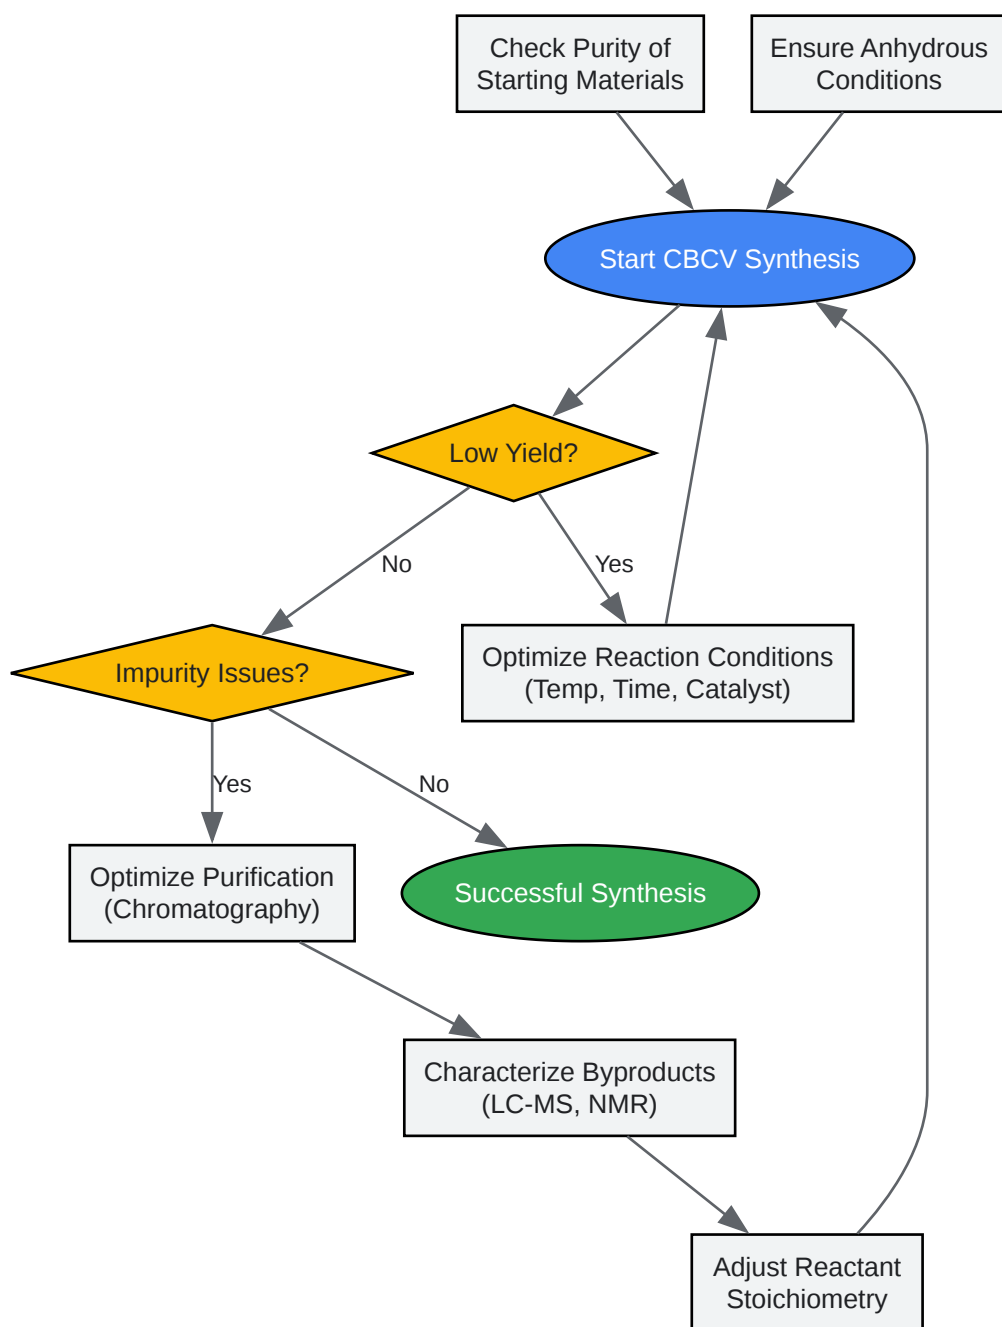 Check Purity of
Starting Materials
Ensure Anhydrous
Conditions
Start CBCV Synthesis
Low Yield?
No
Yes
Impurity Issues?
Optimize Reaction Conditions
(Temp, Time, Catalyst)
Yes
No
Optimize Purification
(Chromatography)
Successful Synthesis
Characterize Byproducts
(LC-MS, NMR)
Adjust Reactant
Stoichiometry